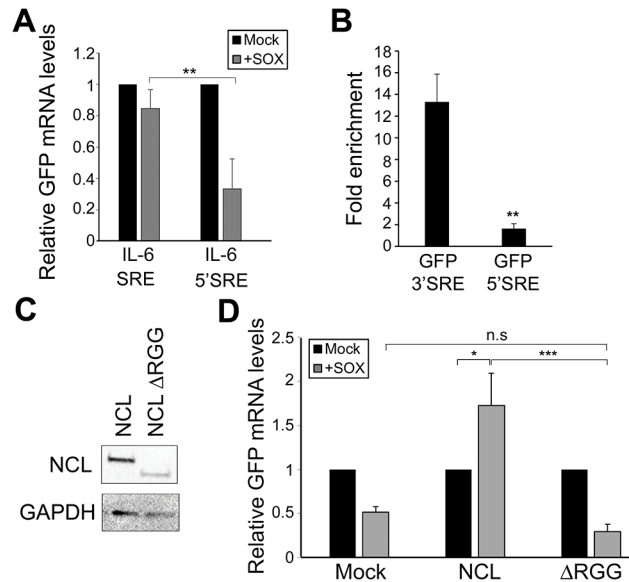 A
Relative GFP mRNA levels
Mock
+SOX
**
1.2
1
0.8
0.6
0.4
0.2
0
IL-6 SRE
IL-6 5'SRE
B
Fold enrichment
18
16
14
12
10
8
6
4
2
0
**
GFP 3'SRE
GFP 5'SRE
C
NCL
NCL ΔRGG
NCL
GAPDH
D
Relative GFP mRNA levels
Mock
+SOX
n.s
*
***
2.5
2
1.5
1
0.5
0
Mock
NCL
ΔRGG